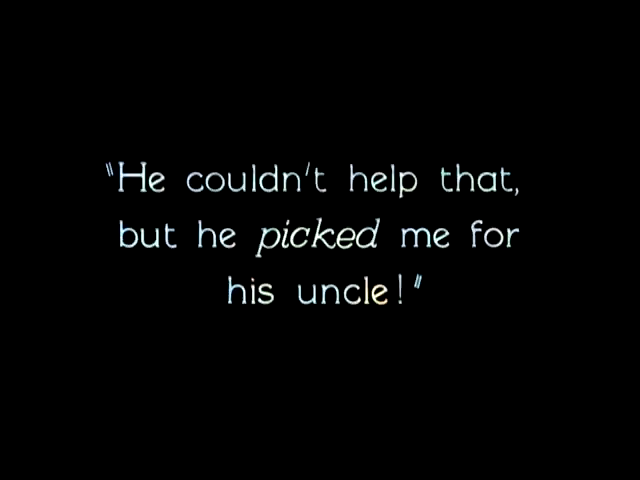 "He couldn't help that,
but he picked me for
his uncle!"